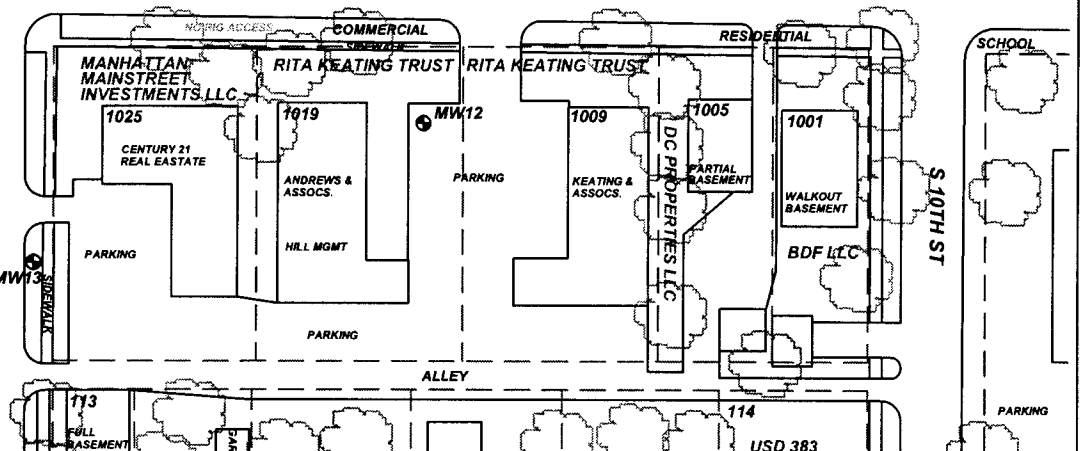 NO RIG ACCESS
COMMERCIAL
SIDEWALK
RESIDENTIAL
SCHOOL
MANHATTAN
MAINSTREET
INVESTMENTS LLC
RITA KEATING TRUST
RITA KEATING TRUST
1025
CENTURY 21
REAL EASTATE
1019
ANDREWS &
ASSOCS.
HILL MGMT
MW12
PARKING
1009
KEATING &
ASSOCS.
DC PROPERTIES LLC
1005
PARTIAL
BASEMENT
1001
WALKOUT
BASEMENT
BDF LLC
S 10TH ST
PARKING
MW13
SIDEWALK
PARKING
ALLEY
113
FULL
BASEMENT
114
USD 383
PARKING